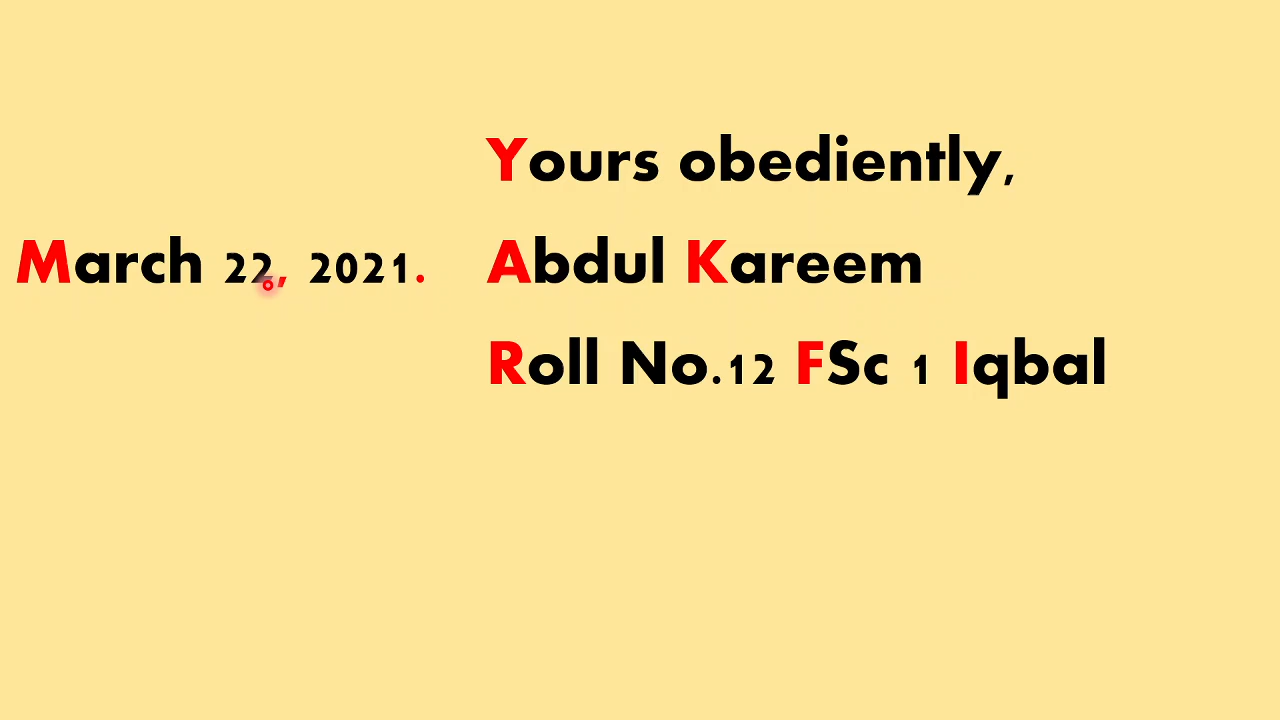 Yours obediently,
March 22, 2021. Abdul Kareem
Roll No.12 FSc 1 Iqbal